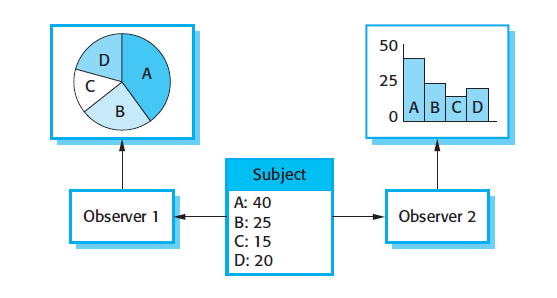 D
A
C
B
50
25
0
A B C D
Subject
A: 40
B: 25
C: 15
D: 20
Observer 1
Observer 2